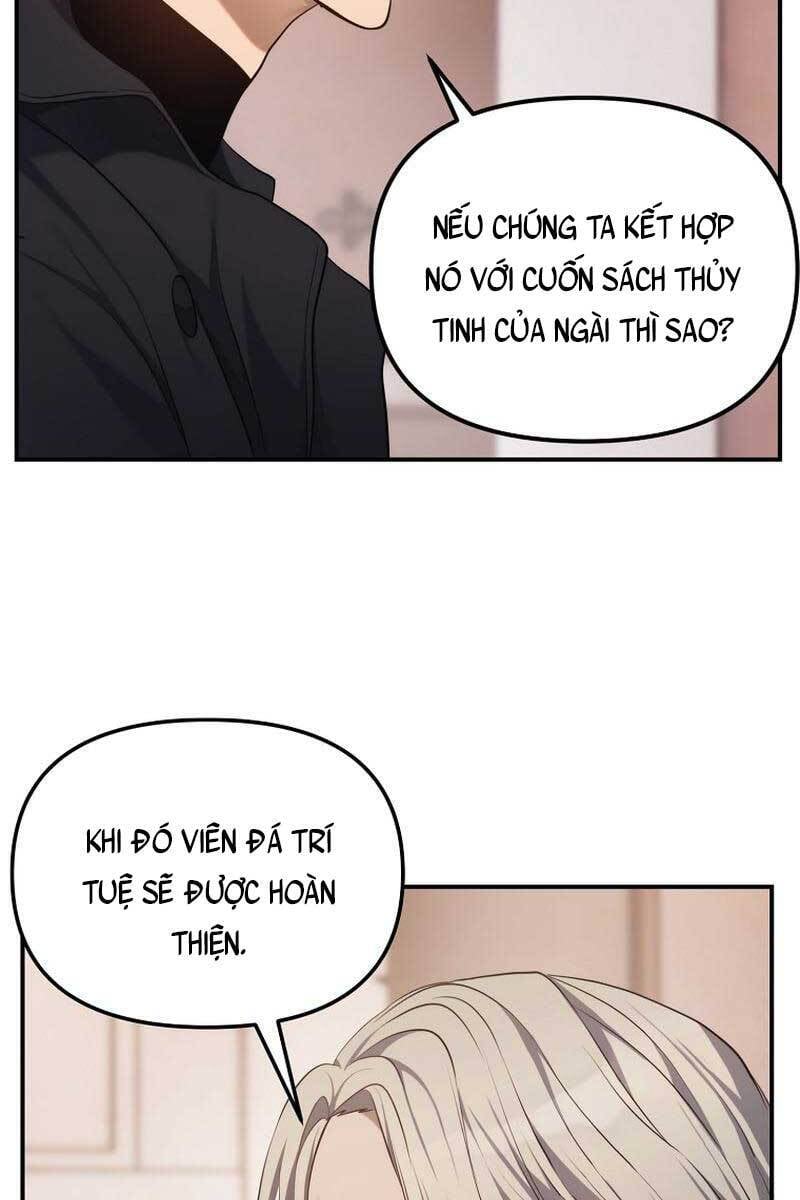 NẾU CHÚNG TA KẾT HỢP
NÓ VỚI CUỐN SÁCH THỦY
TINH CỦA NGÀI THÌ SAO?
KHI ĐÓ VIÊN ĐÁ TRÍ
TUỆ SẼ ĐƯỢC HOÀN
THIỆN.